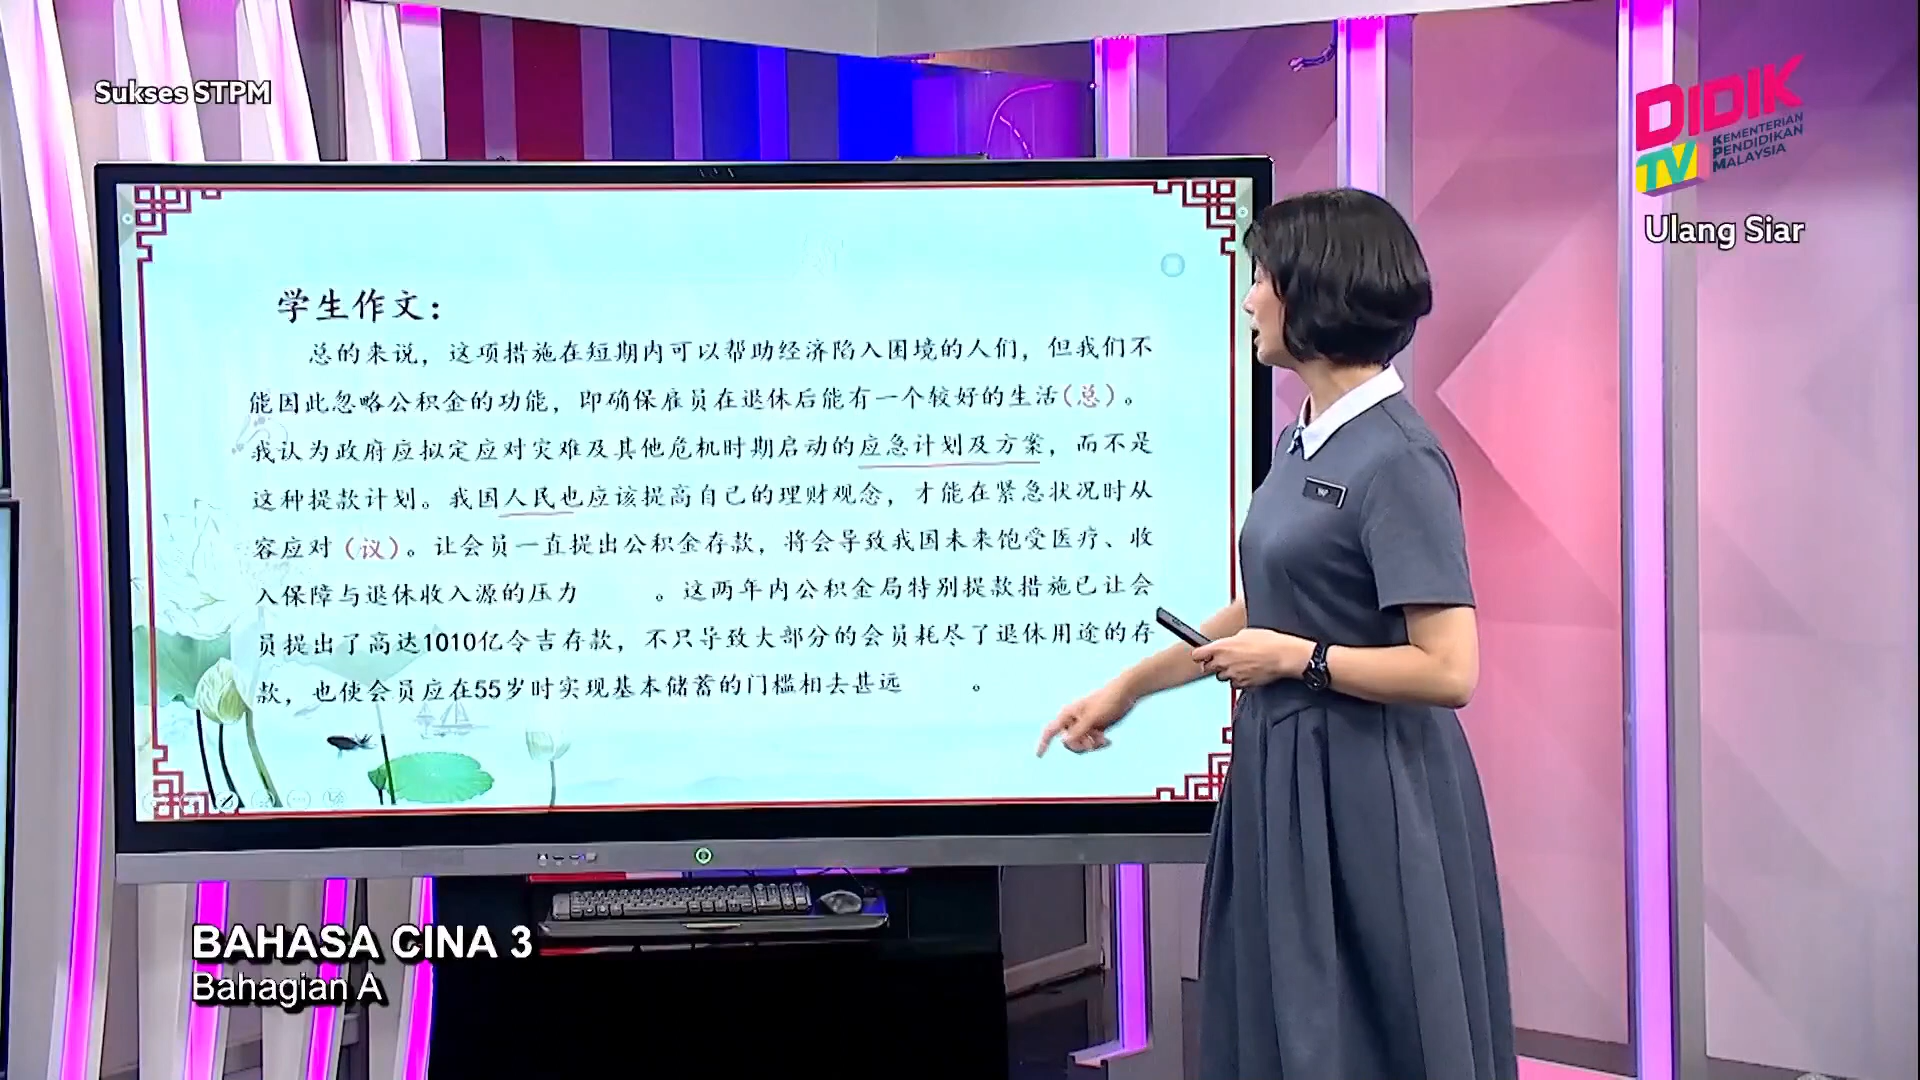 Sukses STPM
DIDIK
TV
KEMENTERIAN
PENDIDIKAN
MALAYSIA
Ulang Siar
学生作文：
总的来说，这项措施在短期内可以帮助经济陷入困境的人们，但我们不
能因此忽略公积金的功能，即确保雇员在退休后能有一个较好的生活（总）。
我认为政府应拟定应对灾难及其他危机时期启动的应急计划及方案，而不是
这种提款计划。我国人民也应该提高自己的理财观念，才能在紧急状况时从
容应对（议）。让会员一直提出公积金存款，将会导致我国未来饱受医疗、收
入保障与退休收入源的压力 。这两年内公积金局特别提款措施已让会
员提出了高达1010亿令吉存款，不只导致大部分的会员耗尽了退休用途的存
款，也使会员应在55岁时实现基本储蓄的门槛相去甚远 。
BAHASA CINA 3
Bahagian A